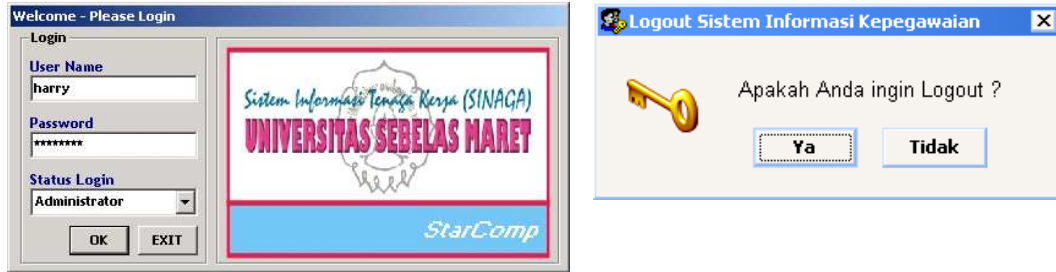 Welcome - Please Login
Login
User Name
harry
Password
********
Status Login
Administrator
OK EXIT
Sistem Informasi Tenaga Kerja (SINAGA)
UNIVERSITAS SEBELAS MARET
StarComp
Logout Sistem Informasi Kepegawaian
Apakah Anda ingin Logout ?
Ya Tidak